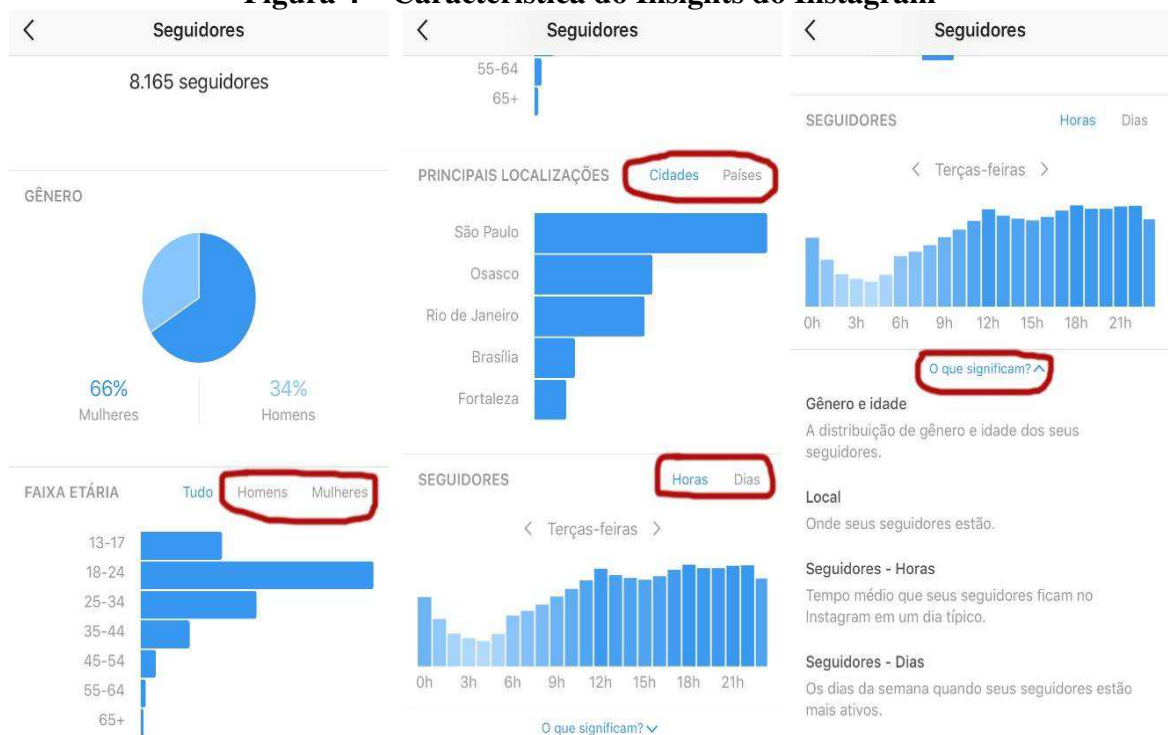 Figura 4 – Característica do Insights do Instagram
Seguidores
8.165 seguidores
GÊNERO
66%
Mulheres
34%
Homens
FAIXA ETÁRIA
Tudo
Homens
Mulheres
13-17
18-24
25-34
35-44
45-54
55-64
65+
Seguidores
55-64
65+
PRINCIPAIS LOCALIZAÇÕES
Cidades
Países
São Paulo
Osasco
Rio de Janeiro
Brasília
Fortaleza
SEGUIDORES
Horas
Dias
Terças-feiras
0h 3h 6h 9h 12h 15h 18h 21h
O que significam?
Seguidores
SEGUIDORES
Horas
Dias
Terças-feiras
0h 3h 6h 9h 12h 15h 18h 21h
O que significam?
Gênero e idade
A distribuição de gênero e idade dos seus
seguidores.
Local
Onde seus seguidores estão.
Seguidores - Horas
Tempo médio que seus seguidores ficam no
Instagram em um dia típico.
Seguidores - Dias
Os dias da semana quando seus seguidores estão
mais ativos.